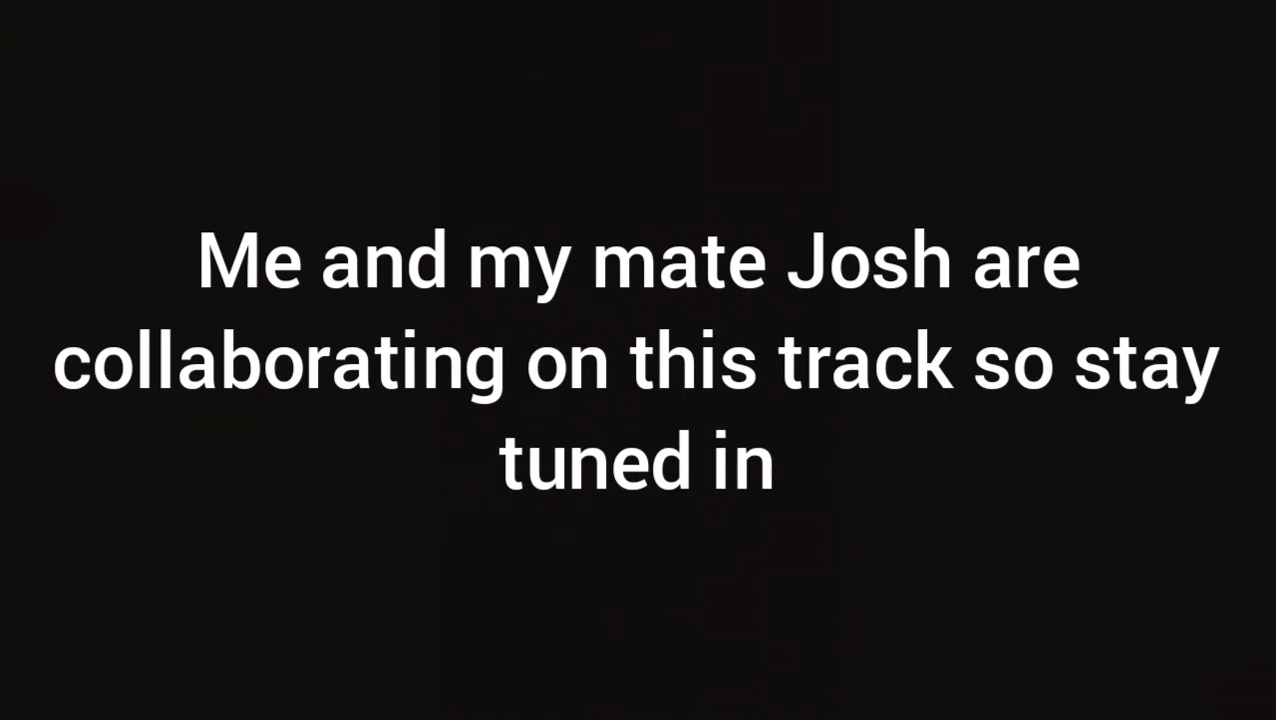 Me and my mate Josh are
collaborating on this track so stay
tuned in